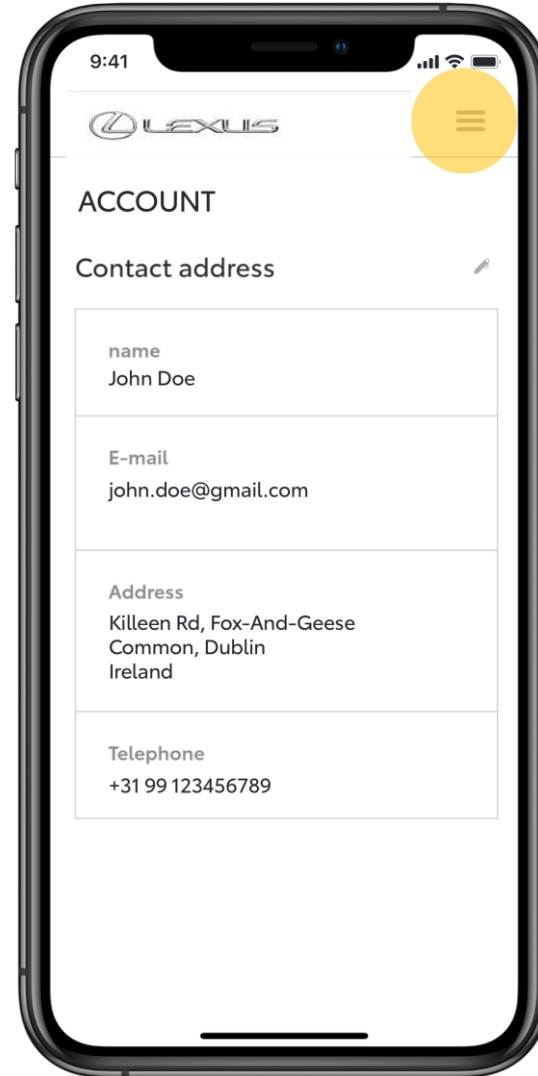 9:41
LEXUS
ACCOUNT
Contact address
name
John Doe
E-mail
john.doe@gmail.com
Address
Killeen Rd, Fox-And-Geese
Common, Dublin
Ireland
Telephone
+31 99 123456789